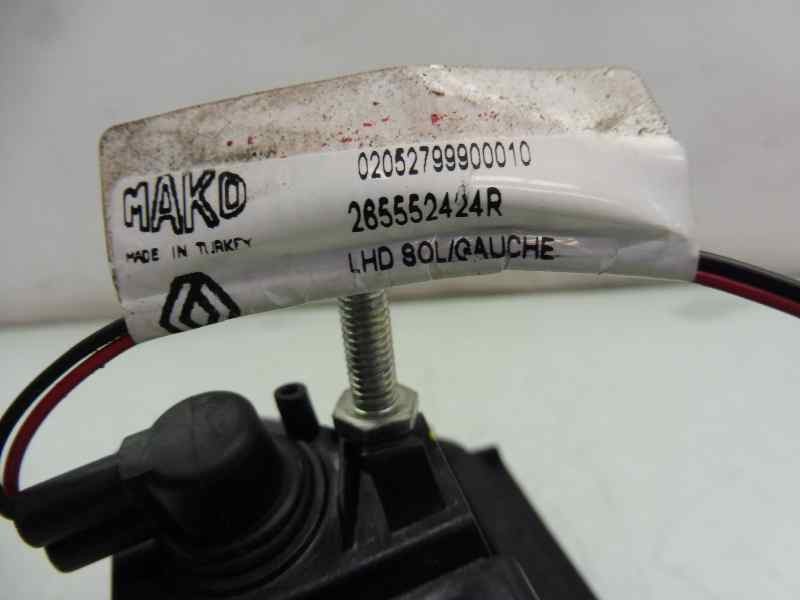 02052799900010
MAKO
265552424R
MADE IN TURKEY
LHD SOL/GAUCHE